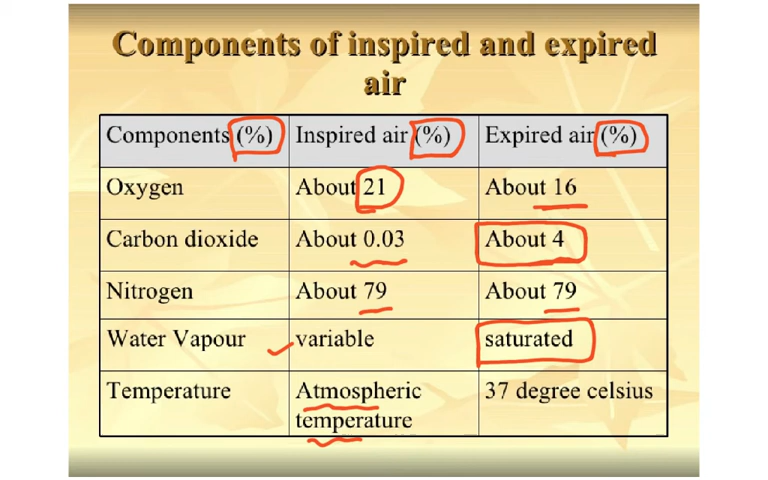 Components of inspired and expired
air
Components (%) Inspired air (%) Expired air (%)
Oxygen About 21 About 16
Carbon dioxide About 0.03 About 4
Nitrogen About 79 About 79
Water Vapour variable saturated
Temperature Atmospheric 37 degree celsius
temperature